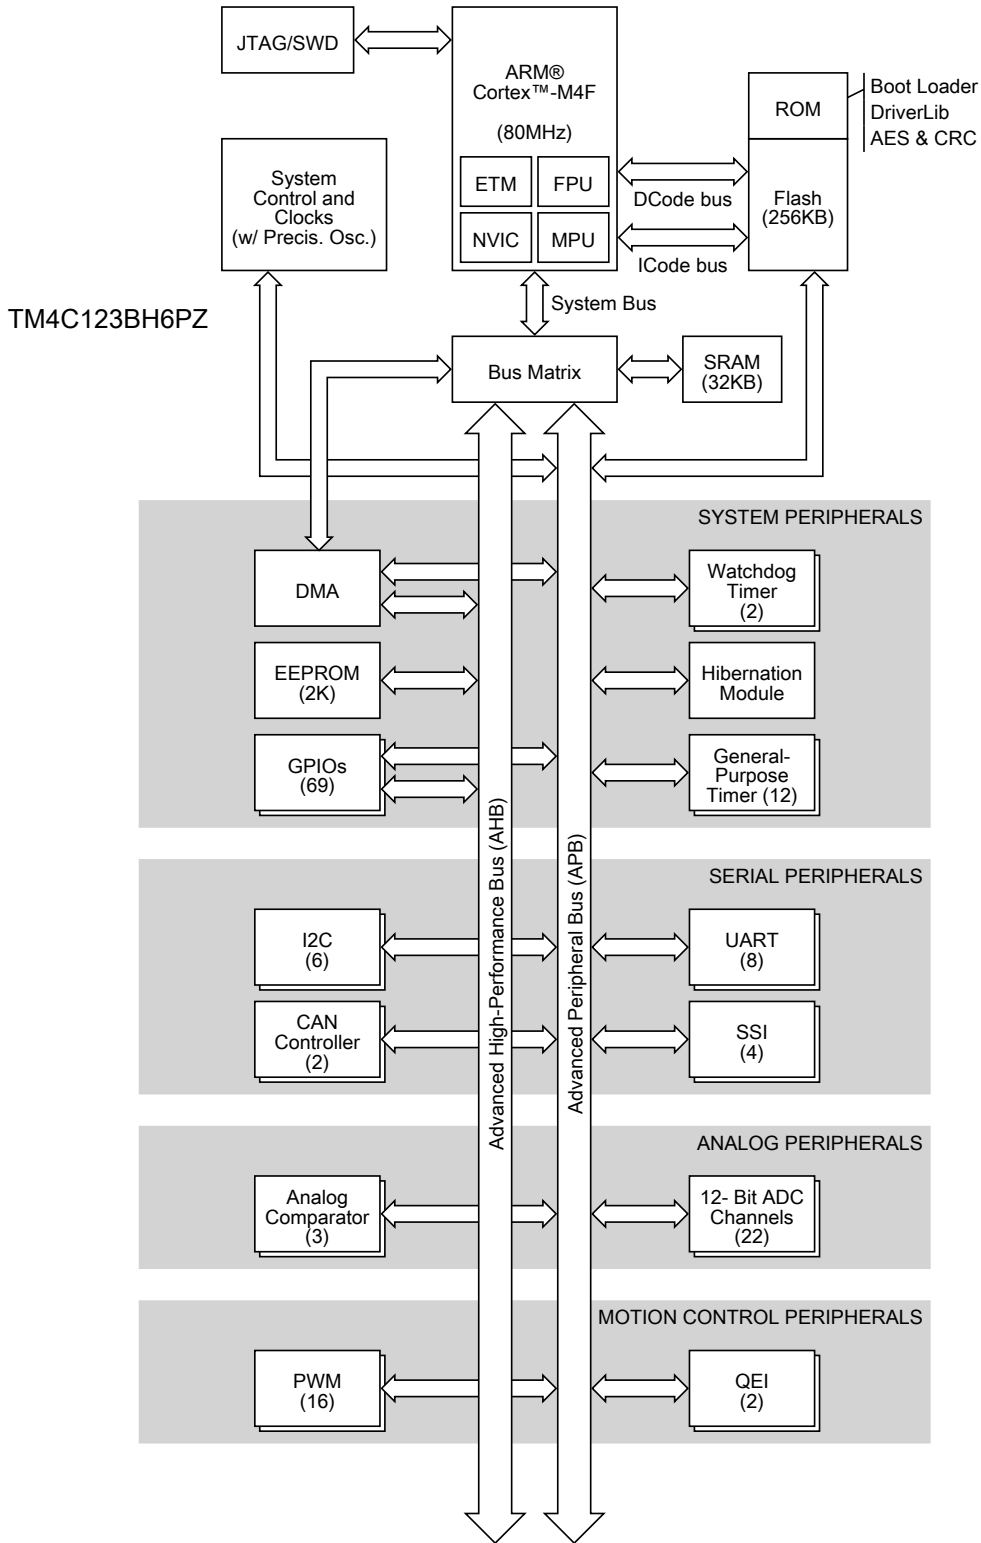 JTAG/SWD
ARM®
Cortex™-M4F
(80MHz)
ETM
FPU
NVIC
MPU
ROM
Boot Loader
DriverLib
AES & CRC
Flash
(256KB)
DCode bus
ICode bus
System
Control and
Clocks
(w/ Precis. Osc.)
TM4C123BH6PZ
System Bus
Bus Matrix
SRAM
(32KB)
SYSTEM PERIPHERALS
DMA
Watchdog
Timer
(2)
EEPROM
(2K)
Hibernation
Module
GPIOs
(69)
General-
Purpose
Timer (12)
Advanced High-Performance Bus (AHB)
Advanced Peripheral Bus (APB)
SERIAL PERIPHERALS
I2C
(6)
UART
(8)
CAN
Controller
(2)
SSI
(4)
ANALOG PERIPHERALS
Analog
Comparator
(3)
12- Bit ADC
Channels
(22)
MOTION CONTROL PERIPHERALS
PWM
(16)
QEI
(2)